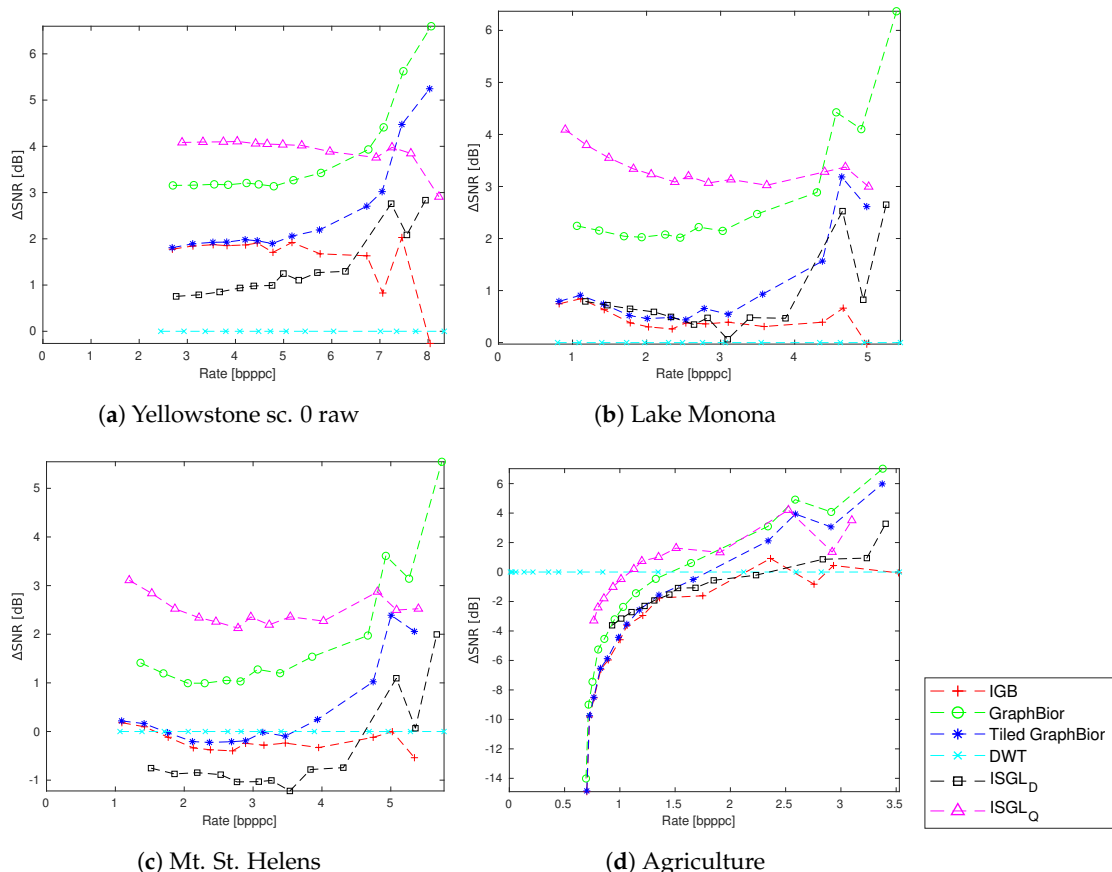 ΔSNR [dB]
6
5
4
3
2
1
0
0 1 2 3 4 5 6 7 8
Rate [bpppc]
(a) Yellowstone sc. 0 raw
ΔSNR [dB]
6
5
4
3
2
1
0
1 2 3 4 5
Rate [bpppc]
(b) Lake Monona
ΔSNR [dB]
5
4
3
2
1
0
-1
0 1 2 3 4 5
Rate [bpppc]
(c) Mt. St. Helens
ΔSNR [dB]
6
4
2
0
-2
-4
-6
-8
-10
-12
-14
0 0.5 1 1.5 2 2.5 3 3.5
Rate [bpppc]
(d) Agriculture
IGB
GraphBior
Tiled GraphBior
DWT
ISGL_D
ISGL_Q